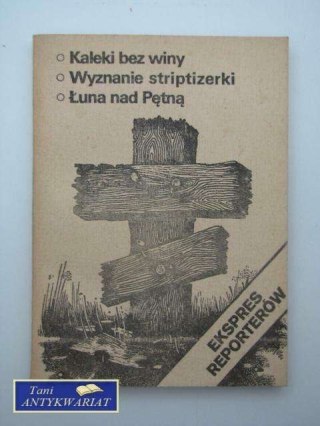 ○ Kaleki bez winy
○ Wyznanie striptizerki
○ Łuna nad Pętną
EKSPRES
REPORTERÓW
Tani
ANTYKWARIAT